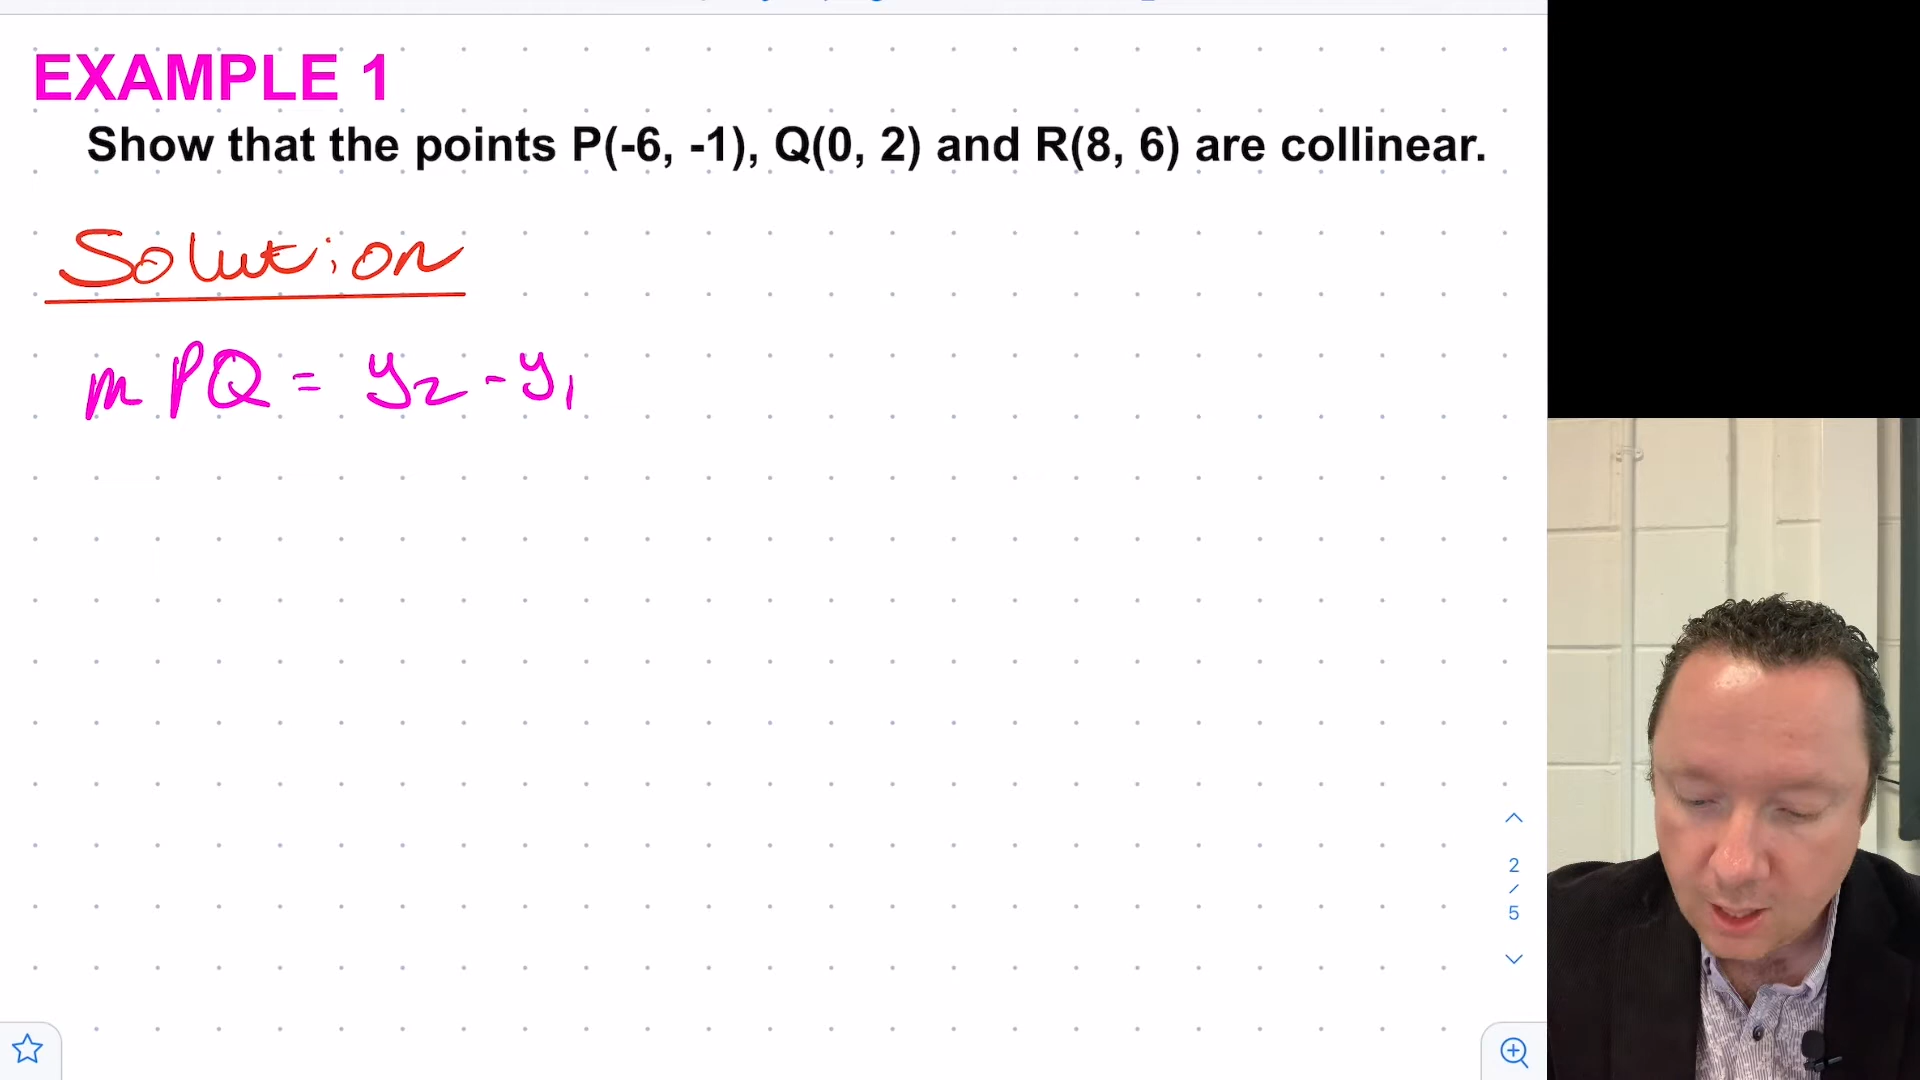 EXAMPLE 1
Show that the points P(-6, -1), Q(0, 2) and R(8, 6) are collinear.
Solution
m PQ = y₂ - y₁
2
/
5